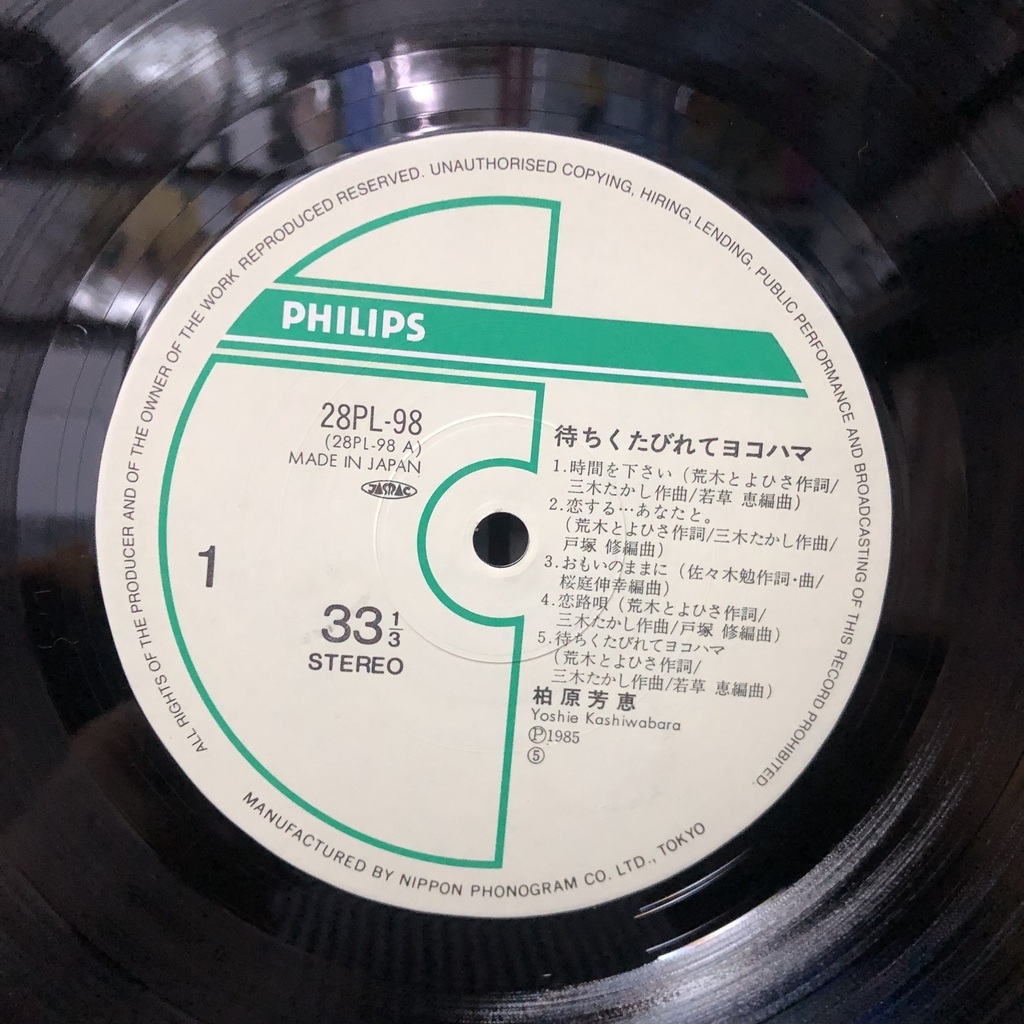 ALL RIGHTS OF THE PRODUCER AND OF THE OWNER OF THE WORK REPRODUCED RESERVED. UNAUTHORISED COPYING, HIRING, LENDING, PUBLIC PERFORMANCE AND BROADCASTING OF THIS RECORD PROHIBITED.
PHILIPS
28PL-98
(28PL-98 A)
MADE IN JAPAN
JASRAC
1
33 1/3
STEREO
待ちくたびれてヨコハマ
1.時間を下さい（荒木とよひさ作詞/
三木たかし作曲/若草 恵編曲）
2.恋する…あなたと。
（荒木とよひさ作詞/三木たかし作曲/
戸塚 修編曲）
3.おもいのままに（佐々木勉作詞・曲/
桜庭伸幸編曲）
4.恋路唄（荒木とよひさ作詞/
三木たかし作曲/戸塚 修編曲）
5.待ちくたびれてヨコハマ
（荒木とよひさ作詞/
三木たかし作曲/若草 恵編曲）
柏原芳恵
Yoshie Kashiwabara
Ⓟ1985
⑤
MANUFACTURED BY NIPPON PHONOGRAM CO. LTD., TOKYO